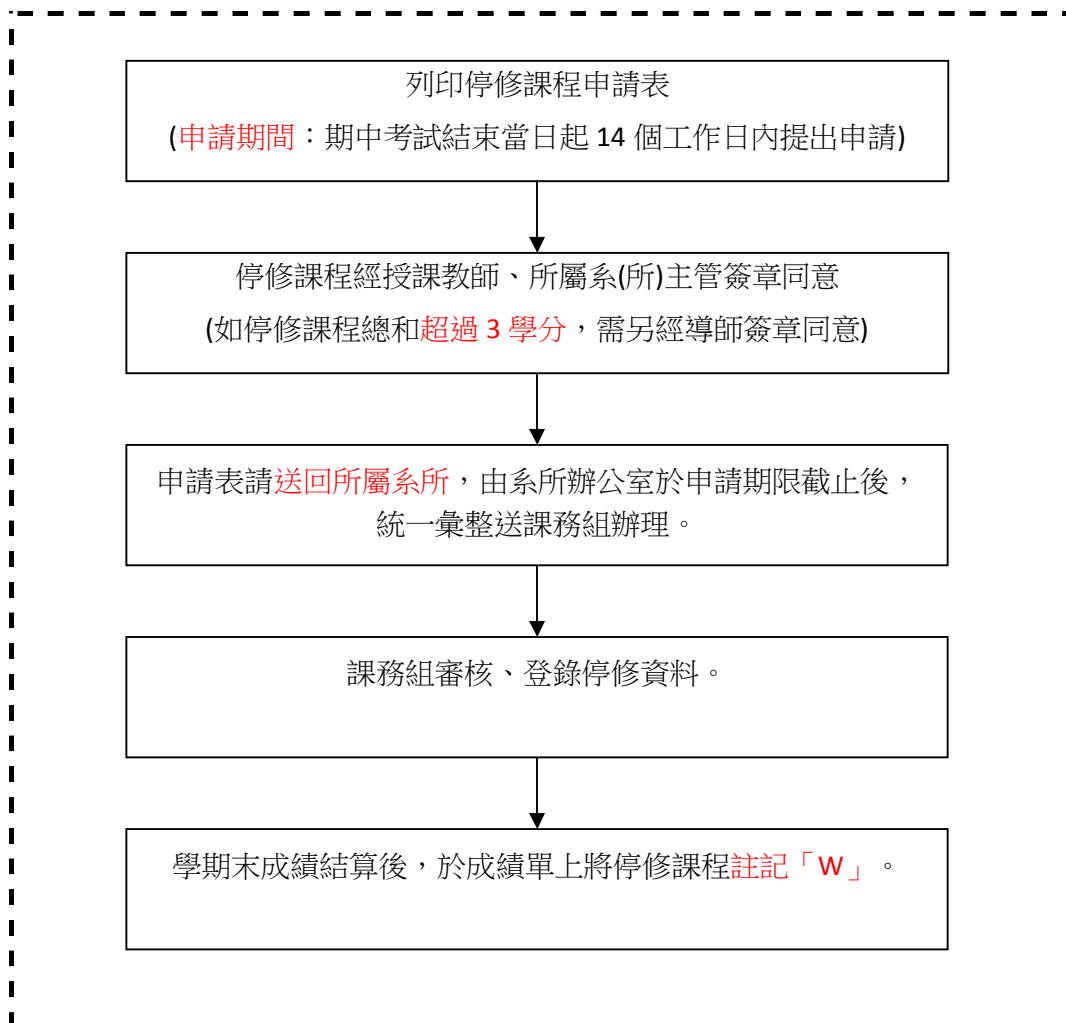 列印停修課程申請表
(申請期間：期中考試結束當日起 14 個工作日內提出申請)
停修課程經授課教師、所屬系(所)主管簽章同意
(如停修課程總和超過 3 學分，需另經導師簽章同意)
申請表請送回所屬系所，由系所辦公室於申請期限截止後，
統一彙整送課務組辦理。
課務組審核、登錄停修資料。
學期末成績結算後，於成績單上將停修課程註記「W」。